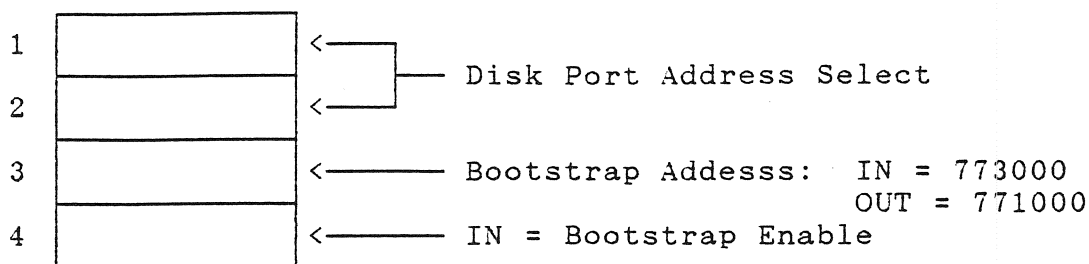 1
Disk Port Address Select
2
3 Bootstrap Addesss: IN = 773000
OUT = 771000
4 IN = Bootstrap Enable